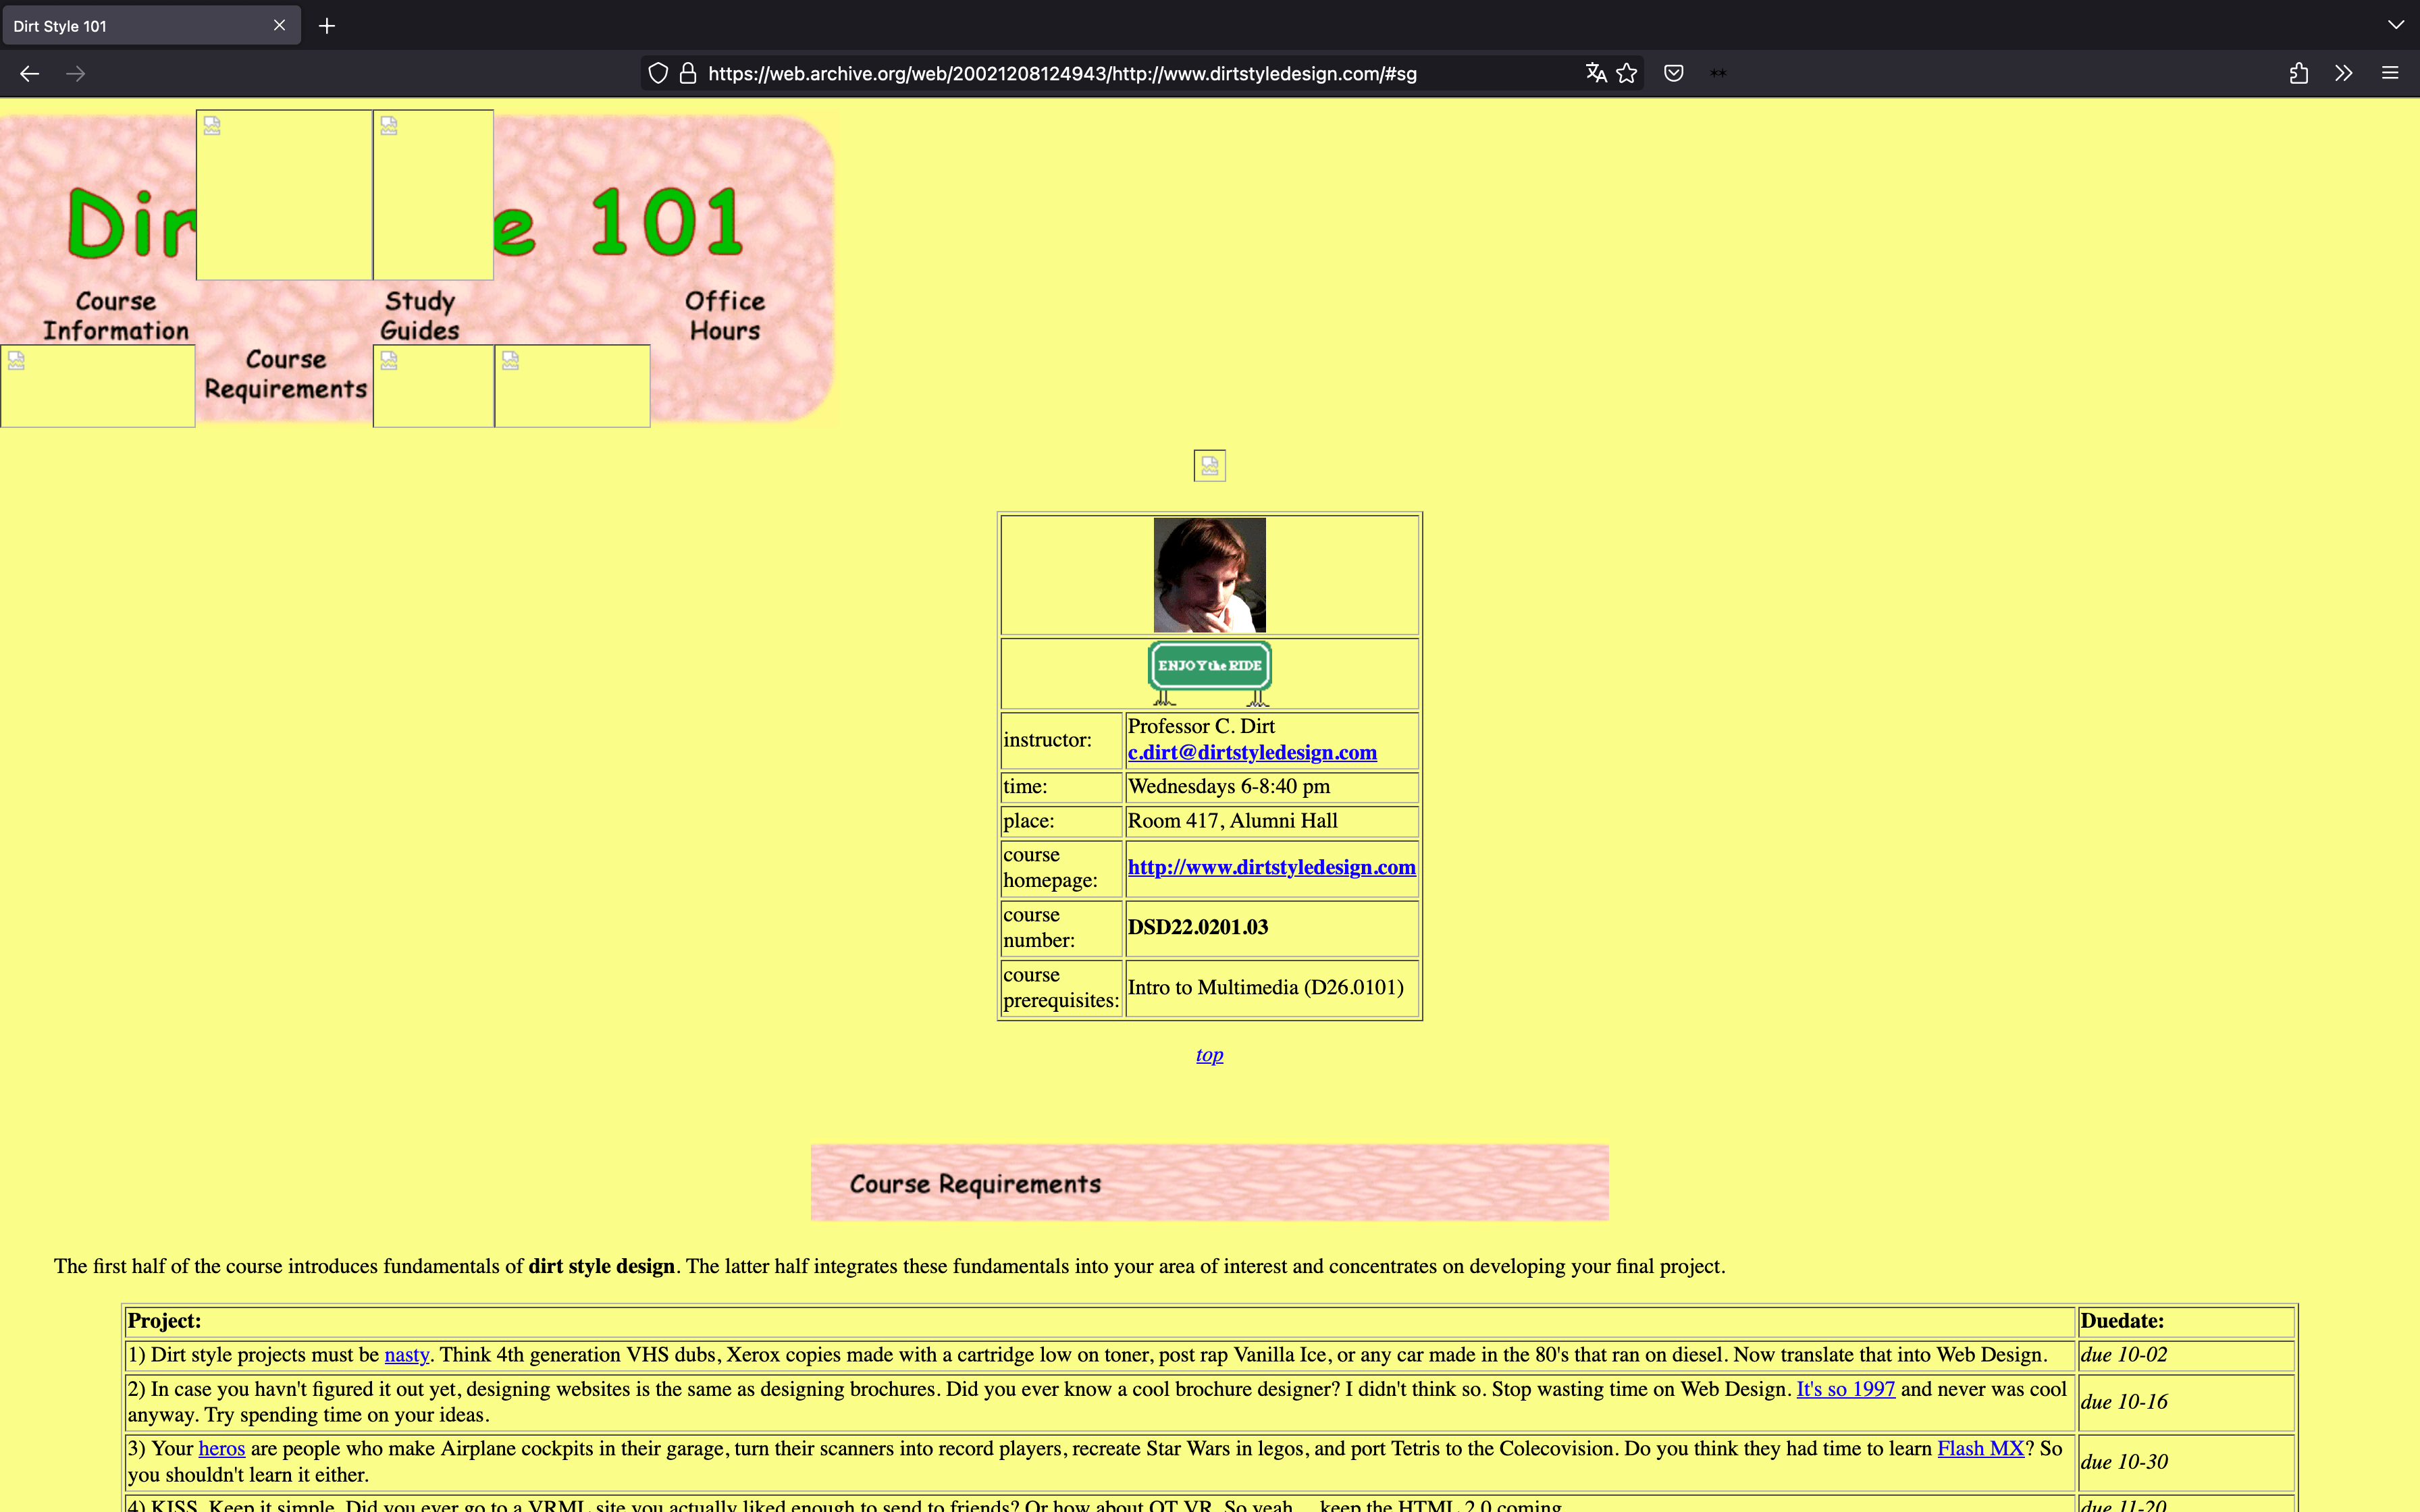 Dirt Style 101
https://web.archive.org/web/20021208124943/http://www.dirtstyledesign.com/#sg
Dir e 101
Course
Information
Study
Guides
Office
Hours
Course
Requirements
ENJOY the RIDE
instructor:
Professor C. Dirt
c.dirt@dirtstyledesign.com
time:
Wednesdays 6-8:40 pm
place:
Room 417, Alumni Hall
course
homepage:
http://www.dirtstyledesign.com
course
number:
DSD22.0201.03
course
prerequisites:
Intro to Multimedia (D26.0101)
top
Course Requirements
The first half of the course introduces fundamentals of dirt style design. The latter half integrates these fundamentals into your area of interest and concentrates on developing your final project.
Project:
Duedate:
1) Dirt style projects must be nasty. Think 4th generation VHS dubs, Xerox copies made with a cartridge low on toner, post rap Vanilla Ice, or any car made in the 80's that ran on diesel. Now translate that into Web Design.
due 10-02
2) In case you havn't figured it out yet, designing websites is the same as designing brochures. Did you ever know a cool brochure designer? I didn't think so. Stop wasting time on Web Design. It's so 1997 and never was cool
anyway. Try spending time on your ideas.
due 10-16
3) Your heros are people who make Airplane cockpits in their garage, turn their scanners into record players, recreate Star Wars in legos, and port Tetris to the Colecovision. Do you think they had time to learn Flash MX? So
you shouldn't learn it either.
due 10-30
4) KISS. Keep it simple. Did you ever go to a VRML site you actually liked enough to send to friends? Or how about QT VR. So yeah... keep the HTML 2.0 coming
due 11-20